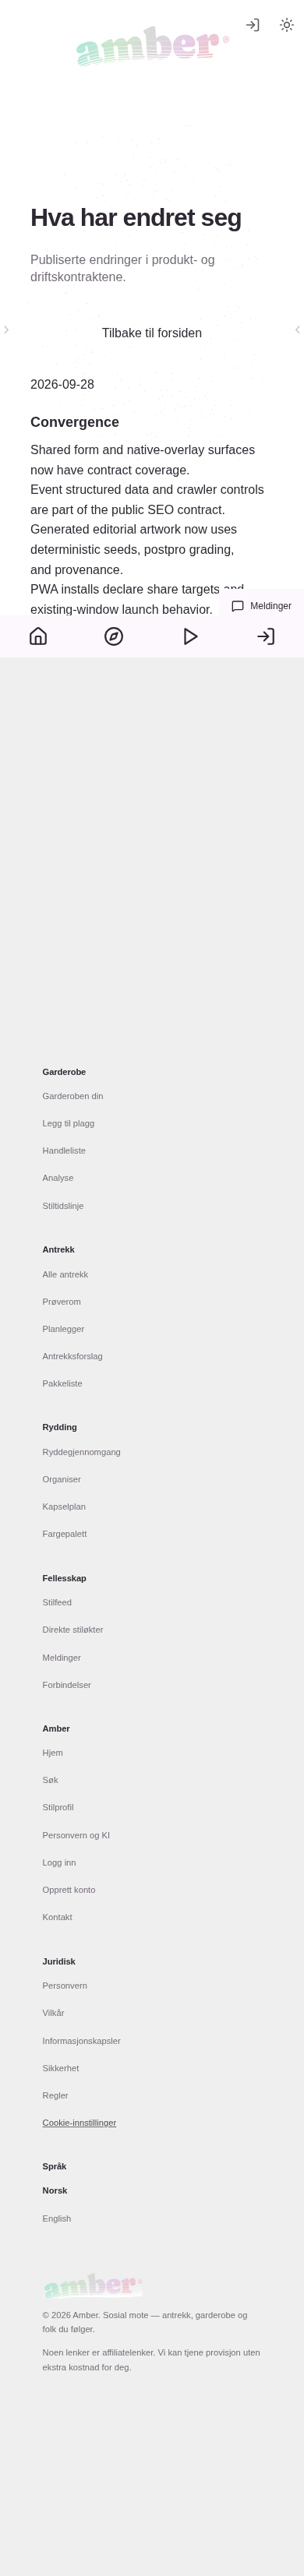 amber®
Hva har endret seg
Publiserte endringer i produkt- og
driftskontraktene.
Tilbake til forsiden
2026-09-28
Convergence
Shared form and native-overlay surfaces
now have contract coverage.
Event structured data and crawler controls
are part of the public SEO contract.
Generated editorial artwork now uses
deterministic seeds, postpro grading,
and provenance.
PWA installs declare share targets and
existing-window launch behavior.
Meldinger
Garderobe
Garderoben din
Legg til plagg
Handleliste
Analyse
Stiltidslinje
Antrekk
Alle antrekk
Prøverom
Planlegger
Antrekksforslag
Pakkeliste
Rydding
Ryddegjennomgang
Organiser
Kapselplan
Fargepalett
Fellesskap
Stilfeed
Direkte stiløkter
Meldinger
Forbindelser
Amber
Hjem
Søk
Stilprofil
Personvern og KI
Logg inn
Opprett konto
Kontakt
Juridisk
Personvern
Vilkår
Informasjonskapsler
Sikkerhet
Regler
Cookie-innstillinger
Språk
Norsk
English
amber®
© 2026 Amber. Sosial mote — antrekk, garderobe og
folk du følger.
Noen lenker er affiliatelenker. Vi kan tjene provisjon uten
ekstra kostnad for deg.